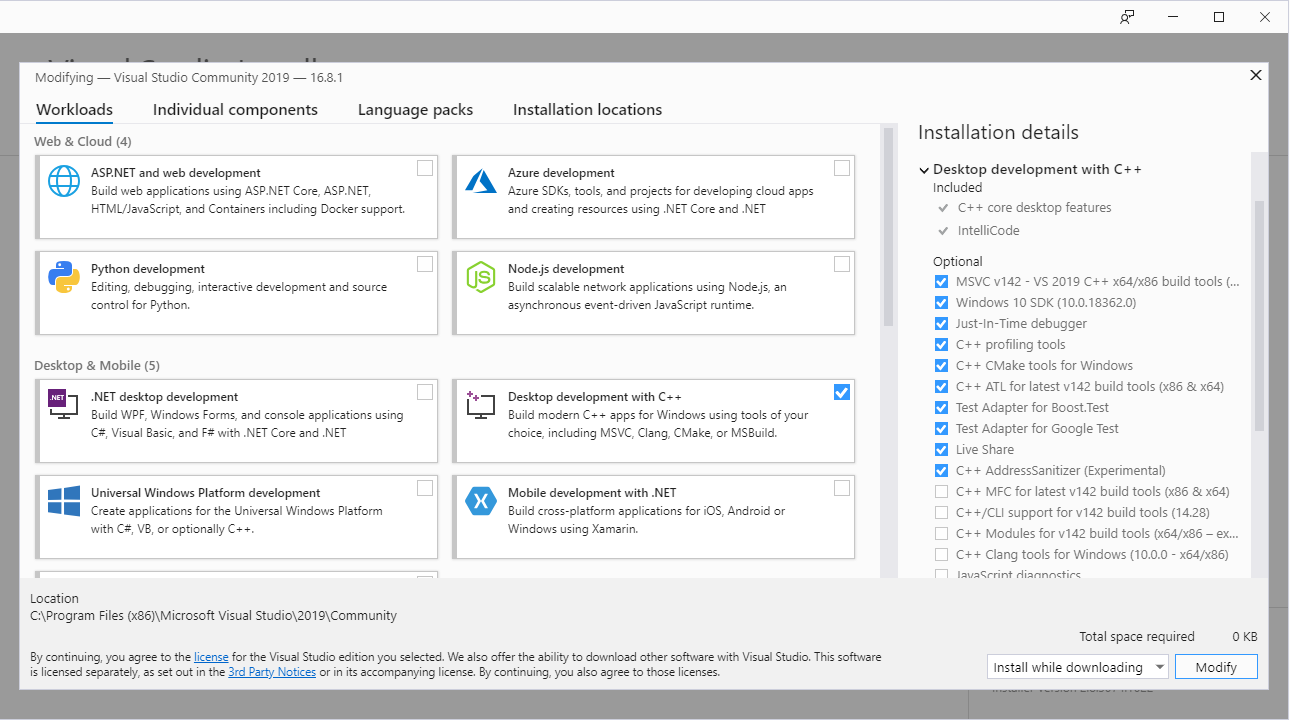 Modifying — Visual Studio Community 2019 — 16.8.1
Workloads
Individual components
Language packs
Installation locations
Web & Cloud (4)
ASP.NET and web development
Build web applications using ASP.NET Core, ASP.NET,
HTML/JavaScript, and Containers including Docker support.
Azure development
Azure SDKs, tools, and projects for developing cloud apps
and creating resources using .NET Core and .NET
Python development
Editing, debugging, interactive development and source
control for Python.
Node.js development
Build scalable network applications using Node.js, an
asynchronous event-driven JavaScript runtime.
Desktop & Mobile (5)
.NET
.NET desktop development
Build WPF, Windows Forms, and console applications using
C#, Visual Basic, and F# with .NET Core and .NET
Desktop development with C++
Build modern C++ apps for Windows using tools of your
choice, including MSVC, Clang, CMake, or MSBuild.
Universal Windows Platform development
Create applications for the Universal Windows Platform
with C#, VB, or optionally C++.
Mobile development with .NET
Build cross-platform applications for iOS, Android or
Windows using Xamarin.
Installation details
Desktop development with C++
Included
C++ core desktop features
IntelliCode
Optional
MSVC v142 - VS 2019 C++ x64/x86 build tools (...
Windows 10 SDK (10.0.18362.0)
Just-In-Time debugger
C++ profiling tools
C++ CMake tools for Windows
C++ ATL for latest v142 build tools (x86 & x64)
Test Adapter for Boost.Test
Test Adapter for Google Test
Live Share
C++ AddressSanitizer (Experimental)
C++ MFC for latest v142 build tools (x86 & x64)
C++/CLI support for v142 build tools (14.28)
C++ Modules for v142 build tools (x64/x86 – ex...
C++ Clang tools for Windows (10.0.0 - x64/x86)
JavaScript diagnostics
Location
C:\Program Files (x86)\Microsoft Visual Studio\2019\Community
By continuing, you agree to the license for the Visual Studio edition you selected. We also offer the ability to download other software with Visual Studio. This software
is licensed separately, as set out in the 3rd Party Notices or in its accompanying license. By continuing, you also agree to those licenses.
Total space required 0 KB
Install while downloading
Modify